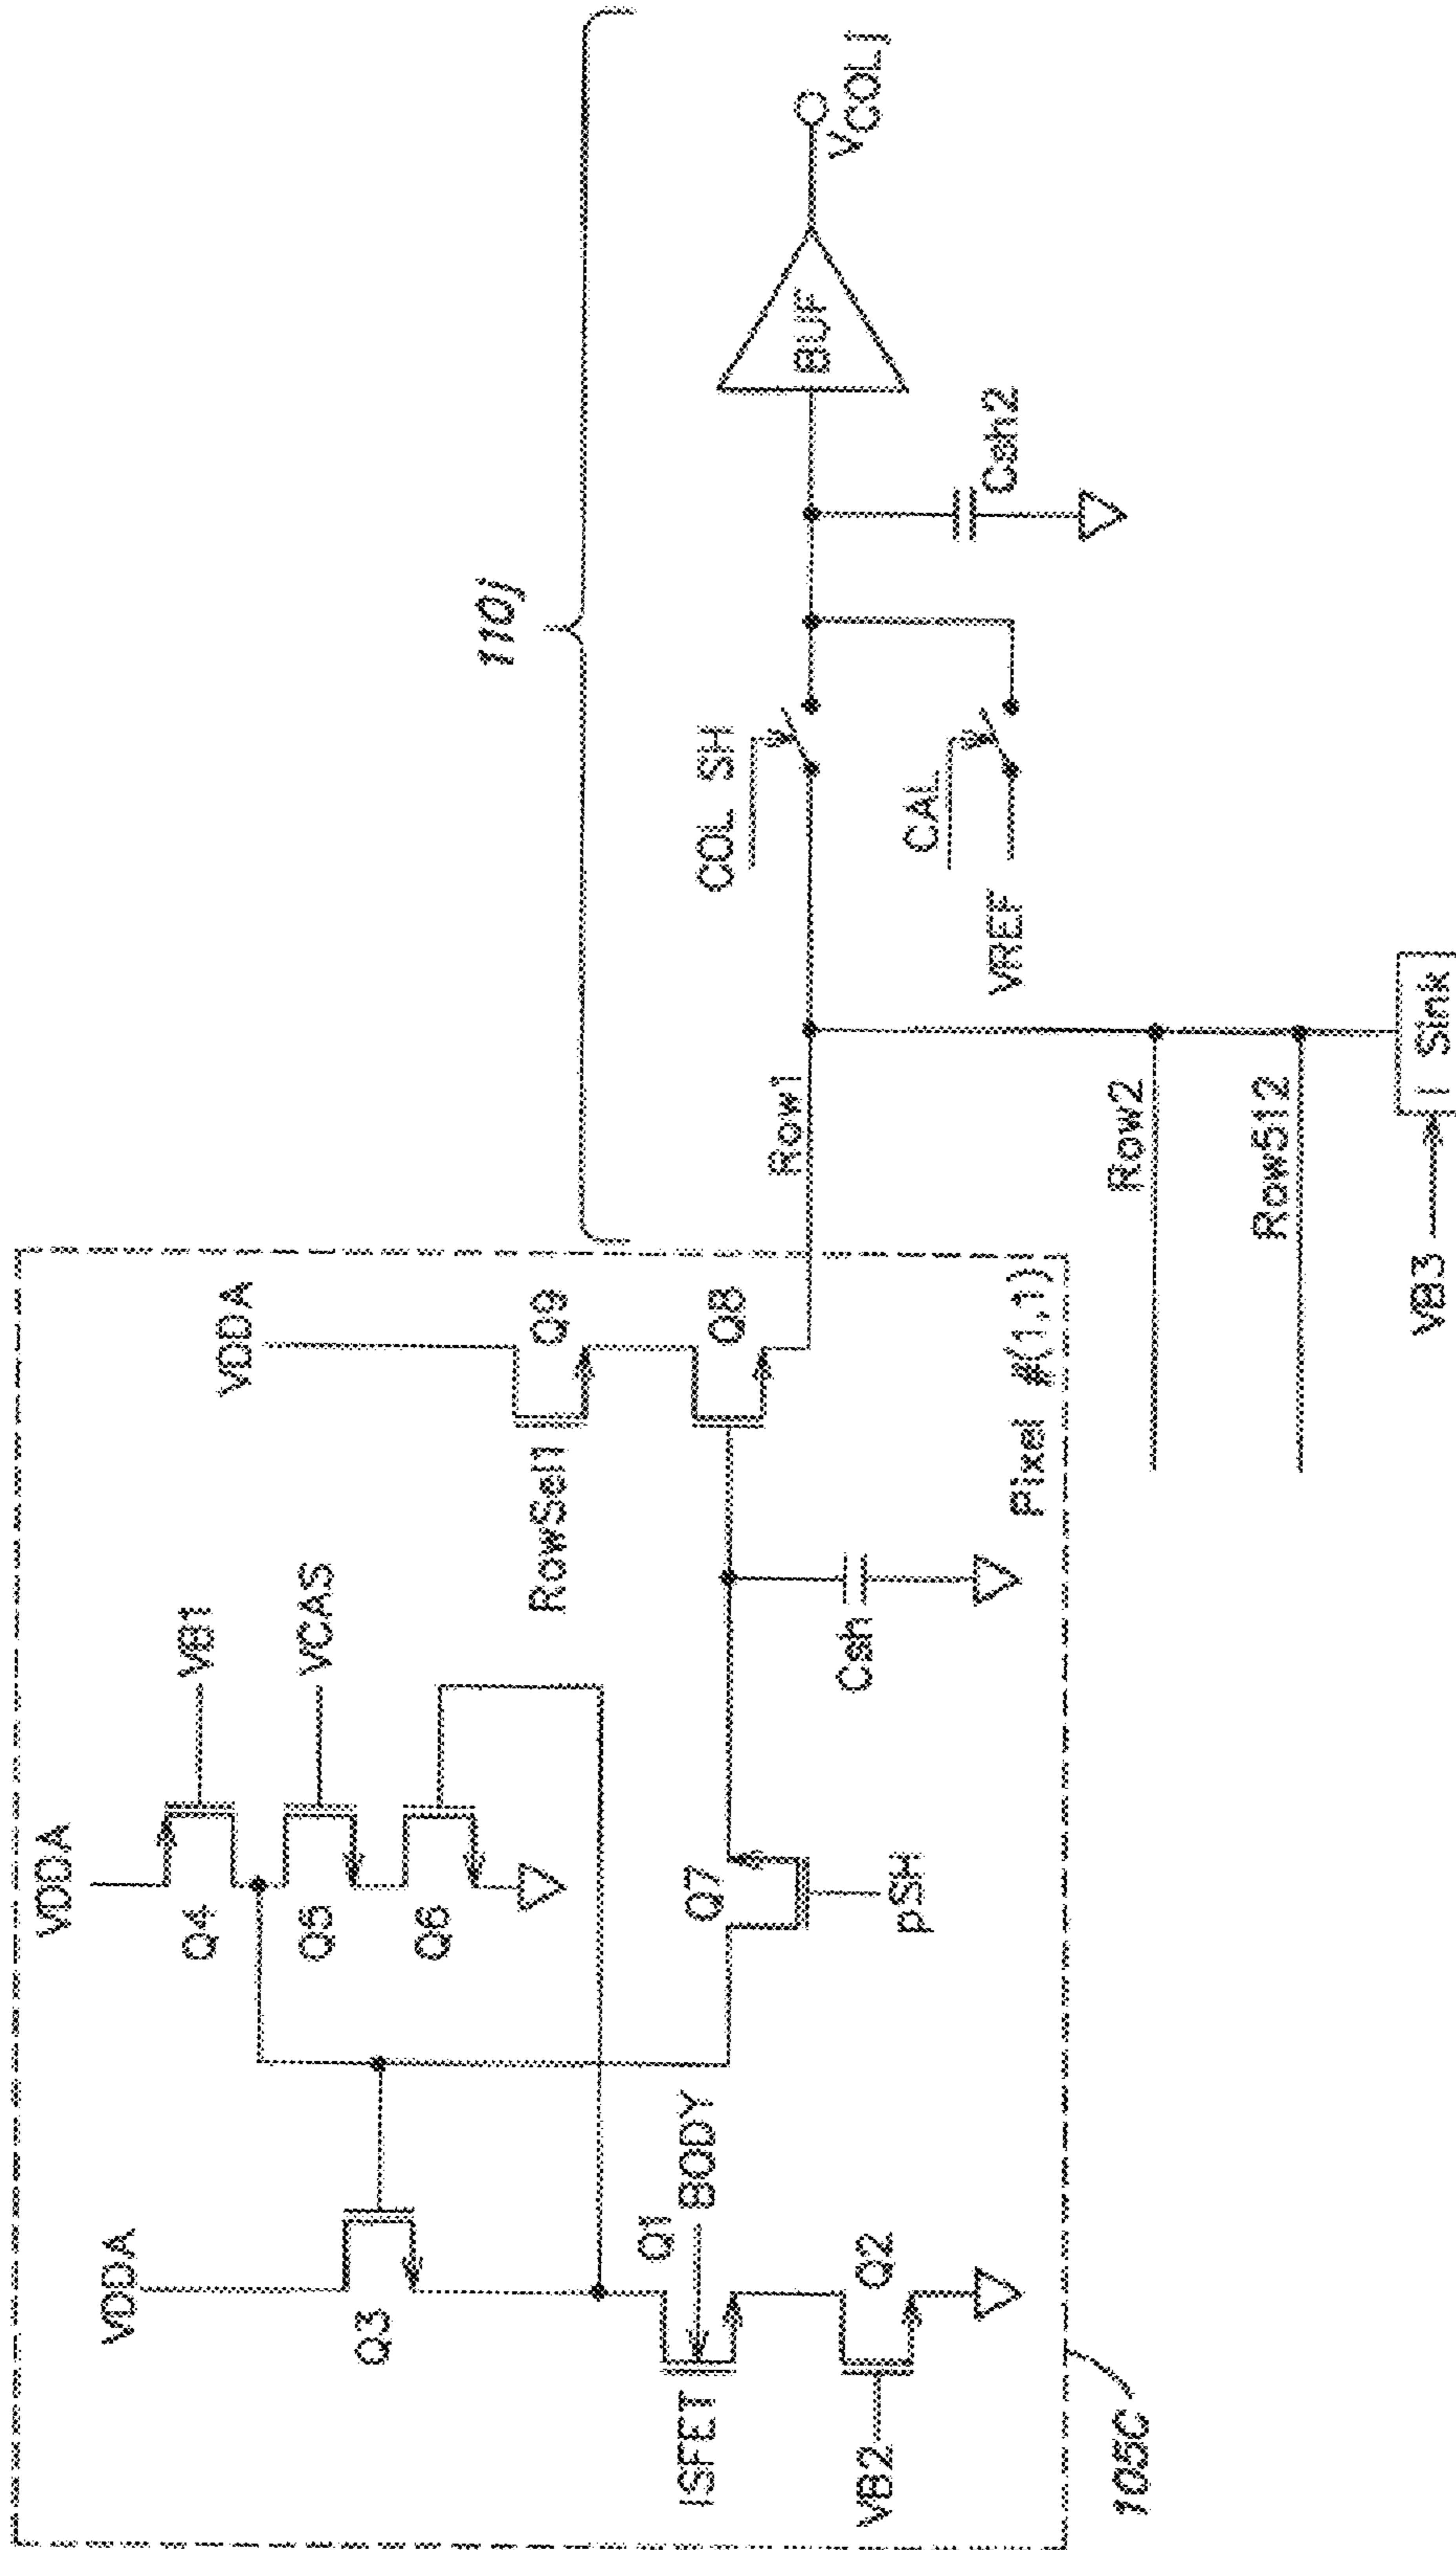 110j
VDDA
VDDA
VDDA
Q4
VB1
Q5
VCAS
Q6
Q3
RowSel1
Q9
Q8
Q7
pSH
Csh
ISFET
Q1
BODY
VB2
Q2
Pixel #(1,1)
105C
Row1
Row2
Row512
VB3
I Sink
COL SH
CAL
VREF
Csh2
BUF
VCOLj